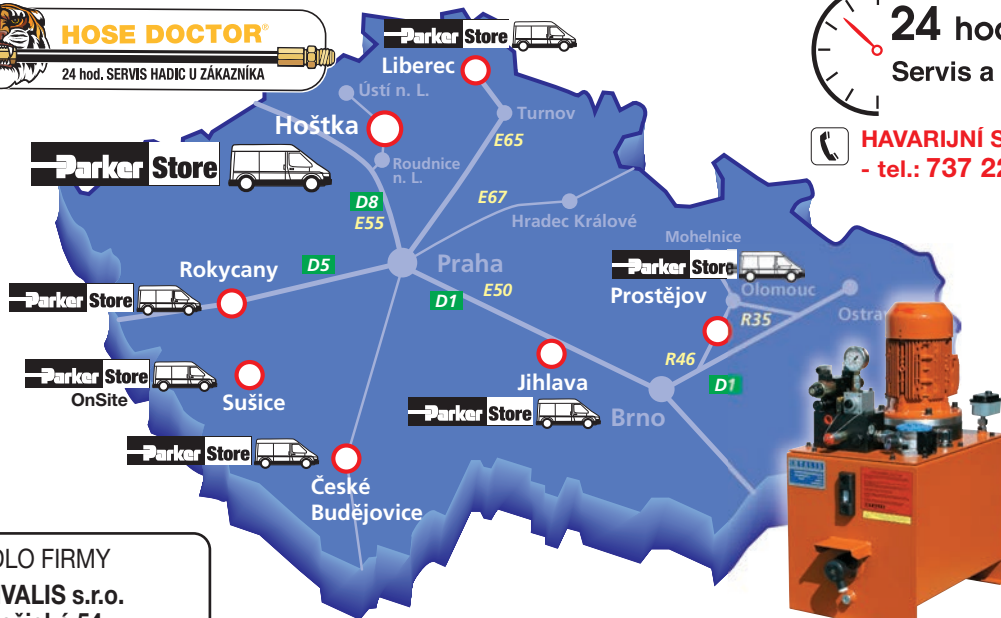 HOSE DOCTOR®
24 hod. SERVIS HADIC U ZÁKAZNÍKA
Parker Store
Liberec
Ústí n. L.
Turnov
Hoštka
E65
Roudnice
n. L.
Parker Store
D8
E55
E67
Hradec Králové
24 hod
Servis a
HAVARIJNÍ S
- tel.: 737 22
Mohelnice
Parker Store
Prostějov
Olomouc
Ostra
R35
R46
D1
Rokycany
D5
Praha
D1
E50
Parker Store
Parker Store
OnSite
Sušice
Jihlava
Parker Store
Brno
Parker Store
České
Budějovice
DLO FIRMY
VALIS s.r.o.